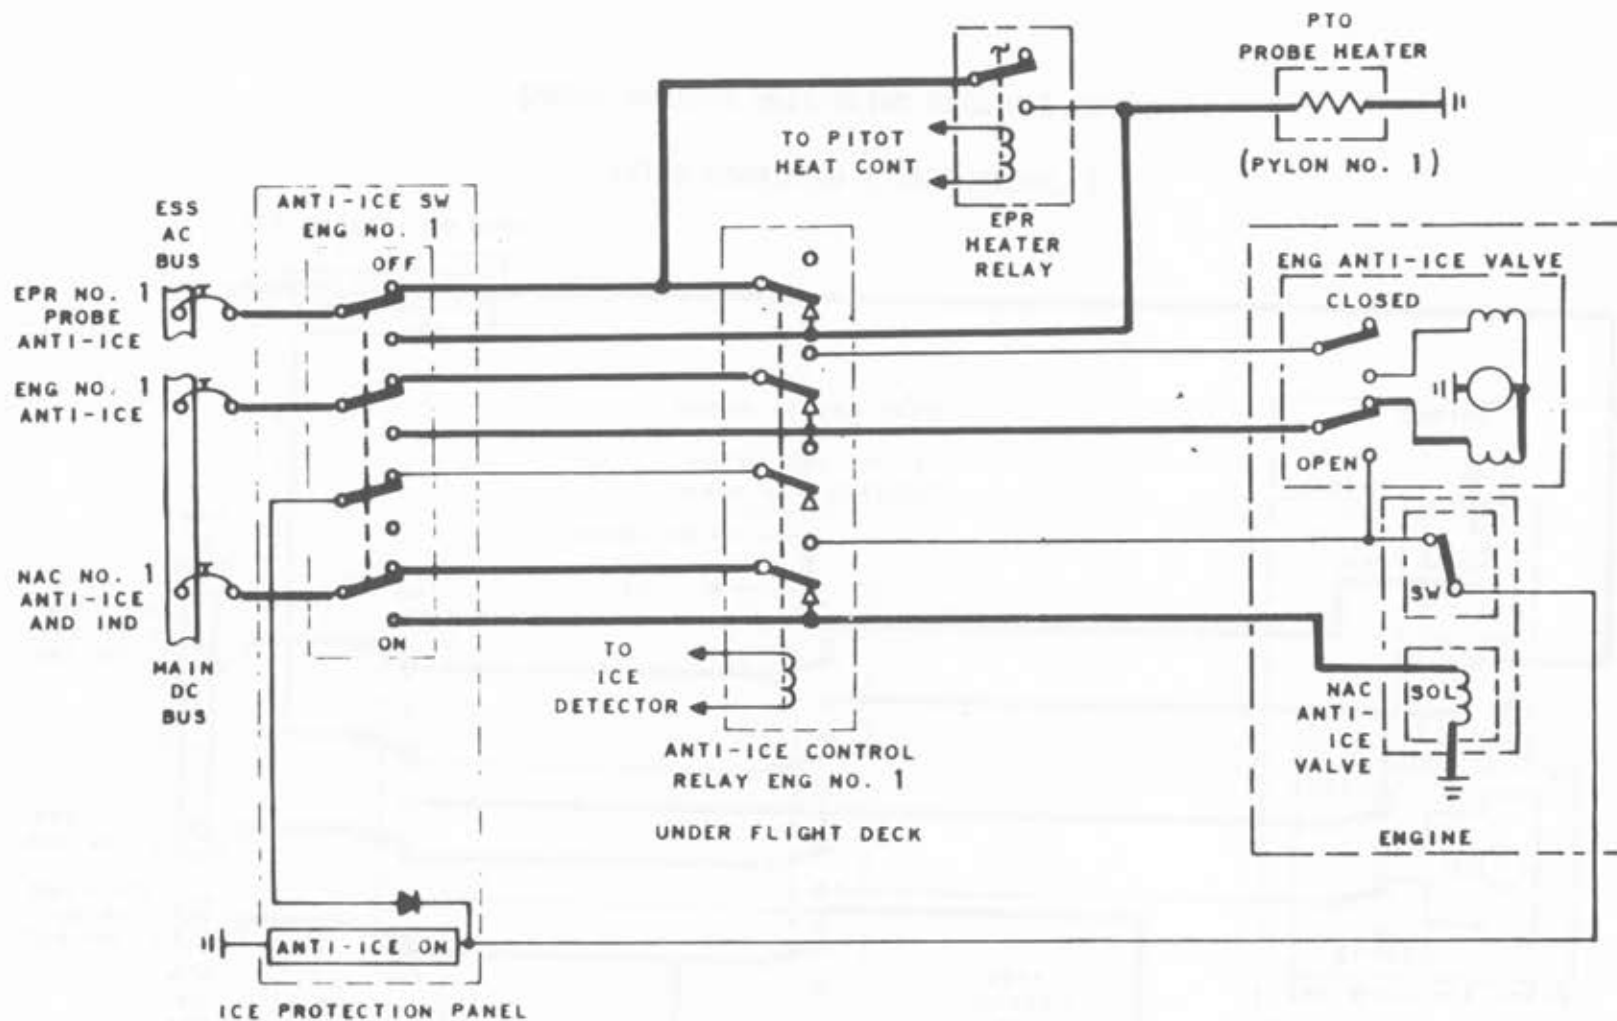 PTO
PROBE HEATER
(PYLON NO. 1)
TO PITOT
HEAT CONT
EPR
HEATER
RELAY
ESS
AC
BUS
ANTI-ICE SW
ENG NO. 1
OFF
EPR NO. 1
PROBE
ANTI-ICE
ENG NO. 1
ANTI-ICE
NAC NO. 1
ANTI-ICE
AND IND
MAIN
DC
BUS
ON
TO
ICE
DETECTOR
ANTI-ICE CONTROL
RELAY ENG NO. 1
UNDER FLIGHT DECK
ENG ANTI-ICE VALVE
CLOSED
OPEN
SW
SOL
NAC
ANTI-
ICE
VALVE
ENGINE
ANTI-ICE ON
ICE PROTECTION PANEL